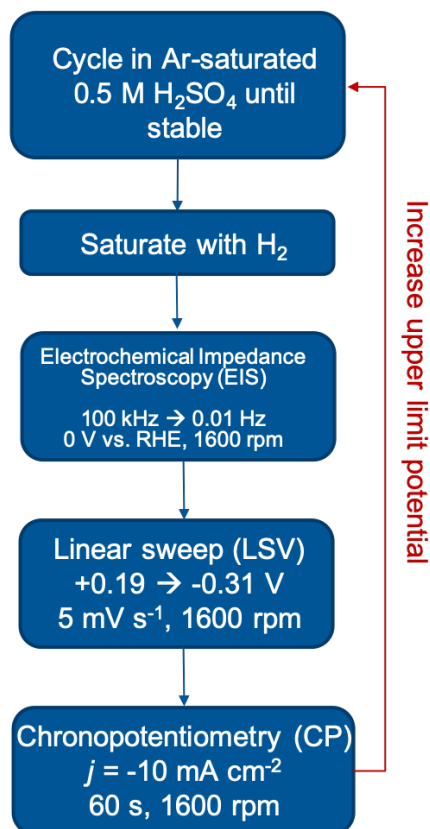 Cycle in Ar-saturated
0.5 M H₂SO₄ until
stable
Saturate with H₂
Electrochemical Impedance
Spectroscopy (EIS)
100 kHz → 0.01 Hz
0 V vs. RHE, 1600 rpm
Linear sweep (LSV)
+0.19 → -0.31 V
5 mV s⁻¹, 1600 rpm
Chronopotentiometry (CP)
j = -10 mA cm⁻²
60 s, 1600 rpm
Increase upper limit potential